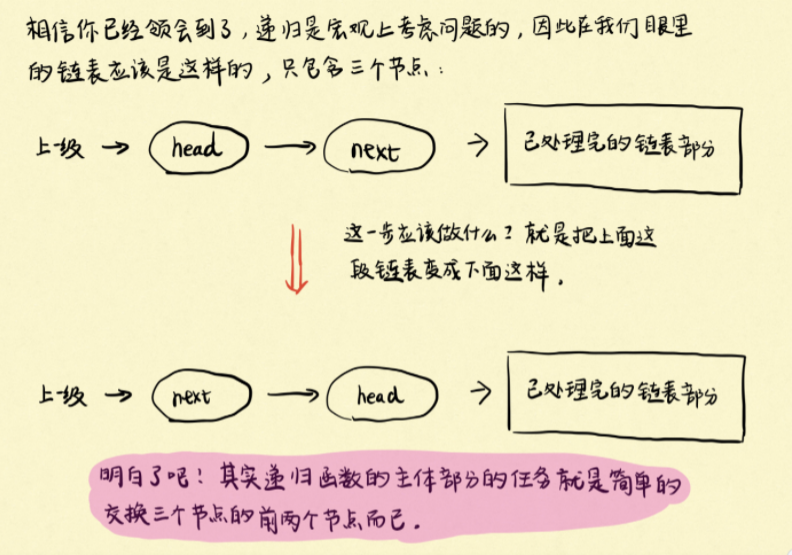 相信你已经领会到了,递归是宏观上考虑问题的,因此在我们眼里
的链表应该是这样的,只包含三个节点:
上一级 → head → next → 已处理完的链表部分
这一步应该做什么?就是把上面这
段链表变成下面这样.
上一级 → next → head → 已处理完的链表部分
明白了吧!其实递归函数的主体部分的任务就是简单的
交换三个节点的前两个节点而已.